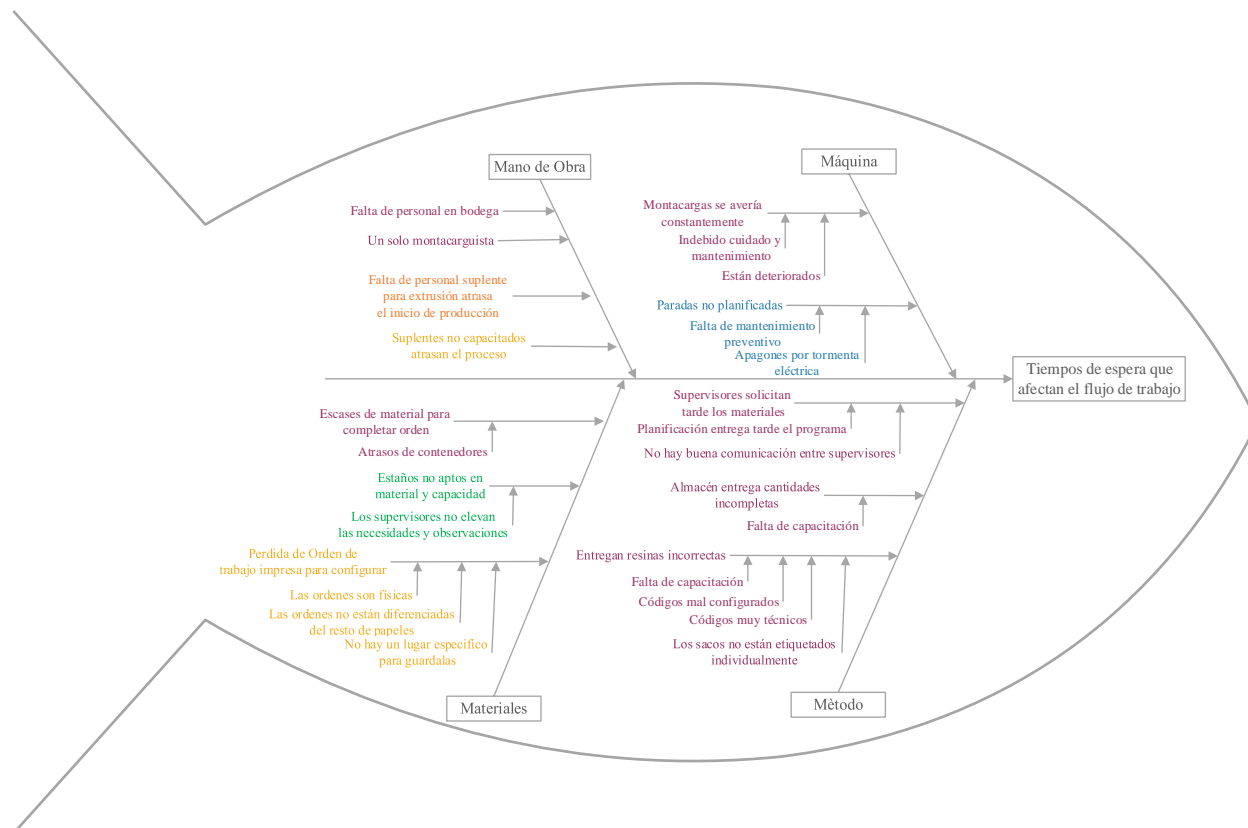 Mano de Obra
Falta de personal en bodega
Un solo montacarguista
Falta de personal suplente
para extrusión atrasa
el inicio de producción
Suplentes no capacitados
atrasan el proceso
Máquina
Montacargas se avería
constantemente
Indebido cuidado y
mantenimiento
Están deteriorados
Paradas no planificadas
Falta de mantenimiento
preventivo
Apagones por tormenta
eléctrica
Tiempos de espera que
afectan el flujo de trabajo
Escases de material para
completar orden
Atrasos de contenedores
Estaños no aptos en
material y capacidad
Los supervisores no elevan
las necesidades y observaciones
Perdida de Orden de
trabajo impresa para configurar
Las ordenes son físicas
Las ordenes no están diferenciadas
del resto de papeles
No hay un lugar especifico
para guardalas
Materiales
Supervisores solicitan
tarde los materiales
Planificación entrega tarde el programa
No hay buena comunicación entre supervisores
Almacén entrega cantidades
incompletas
Falta de capacitación
Entregan resinas incorrectas
Falta de capacitación
Códigos mal configurados
Códigos muy técnicos
Los sacos no están etiquetados
individualmente
Mètodo